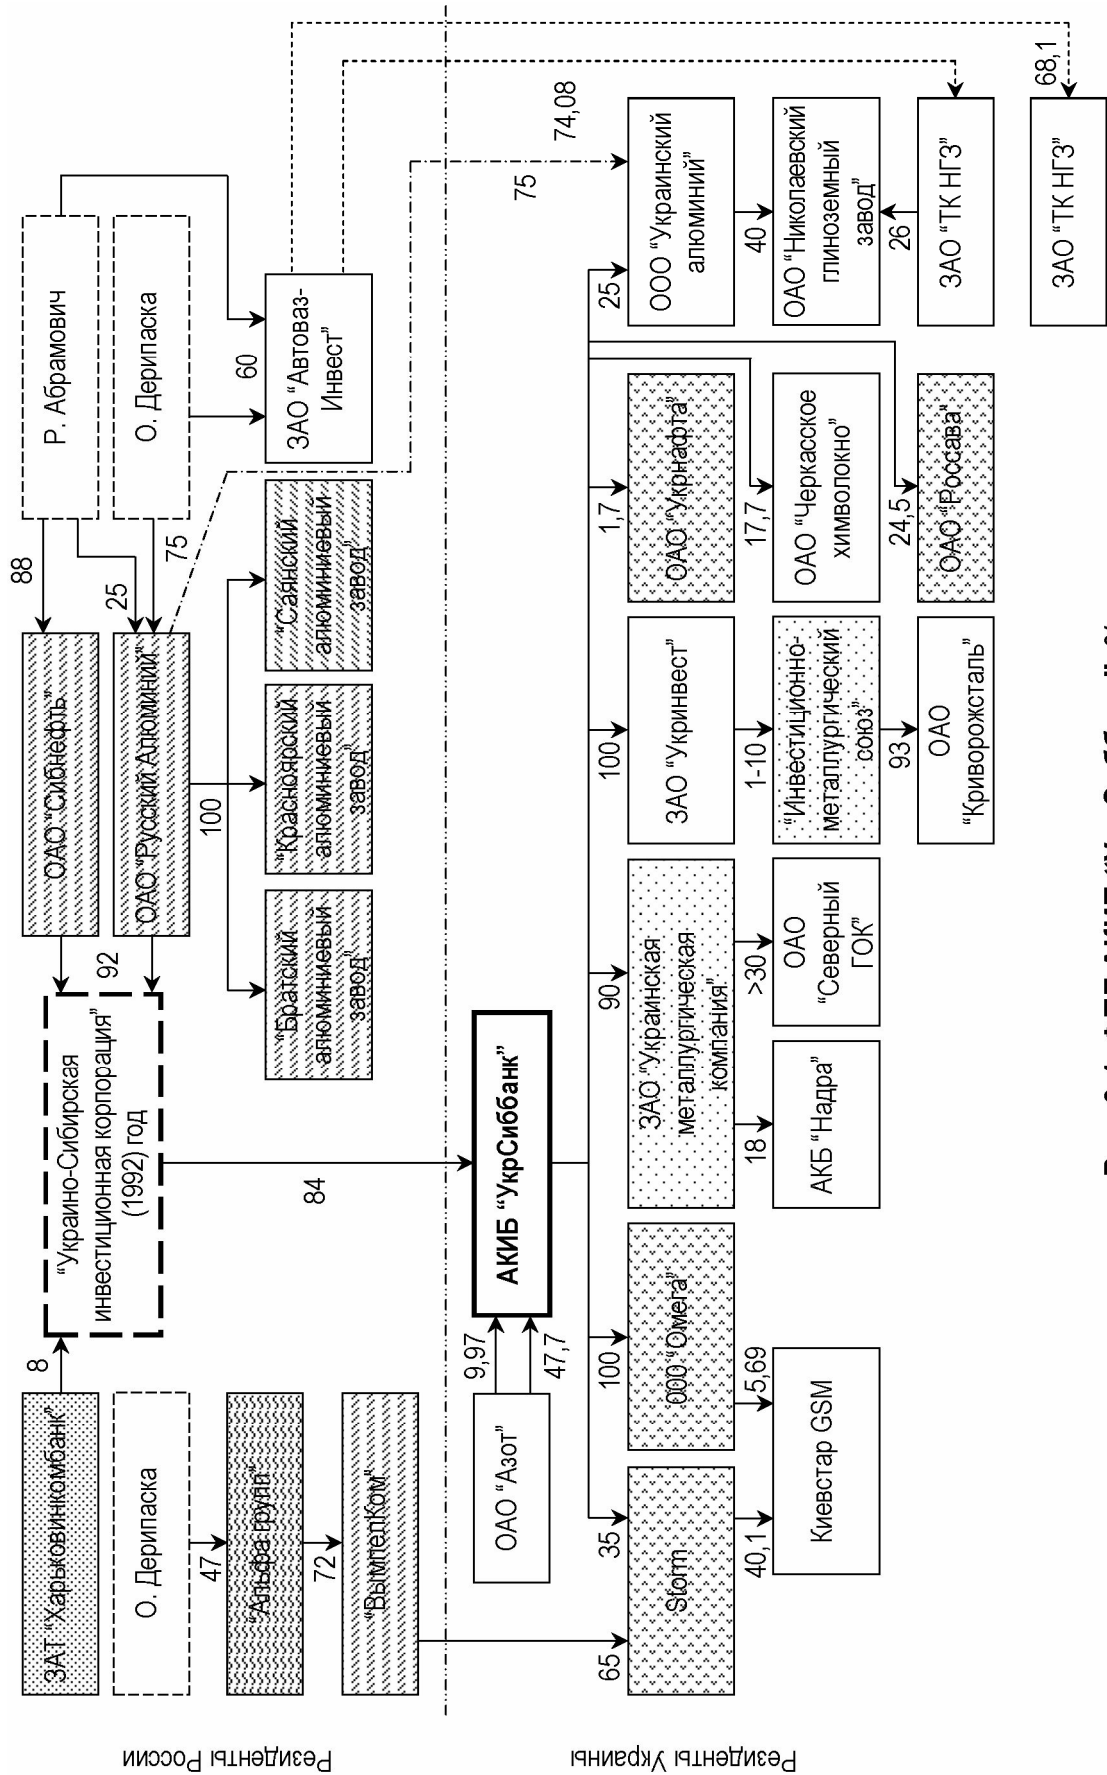 Резиденты России
Резиденты Украины
ЗАТ “Харьковинкомбанк”
8
“Украино-Сибирская
инвестиционная корпорация”
(1992) год
92
ОАО “Сибнефть”
88
Р. Абрамович
О. Дерипаска
47
“Альфа групп”
72
“ВымпелКом”
ОАО “Русский Алюминий”
25
75
О. Дерипаска
100
“Братский
алюминиевый
завод”
“Красноярский
алюминиевый
завод”
“Саянский
алюминиевый
завод”
60
ЗАО “Автоваз-
Инвест”
84
ОАО “Азот”
9,97
47,7
АКИБ “УкрСиббанк”
75
74,08
65
35
Storm
100
000 “Омега”
90
ЗАО “Украинская
металлургическая
компания”
100
ЗАО “Укринвест”
1,7
ОАО “Укрнафта”
25
ООО “Украинский
алюминий”
40,1
5,69
Киевстар GSM
18
АКБ “Надра”
>30
ОАО
“Северный
ГОК”
1-10
“Инвестиционно-
металлургический
союз”
17,7
ОАО “Черкасское
химволокно”
40
ОАО “Николаевский
глиноземный
завод”
93
ОАО
“Криворожсталь”
24,5
ОАО “Россава”
26
ЗАО “ТК НГЗ”
68,1
ЗАО “ТК НГЗ”